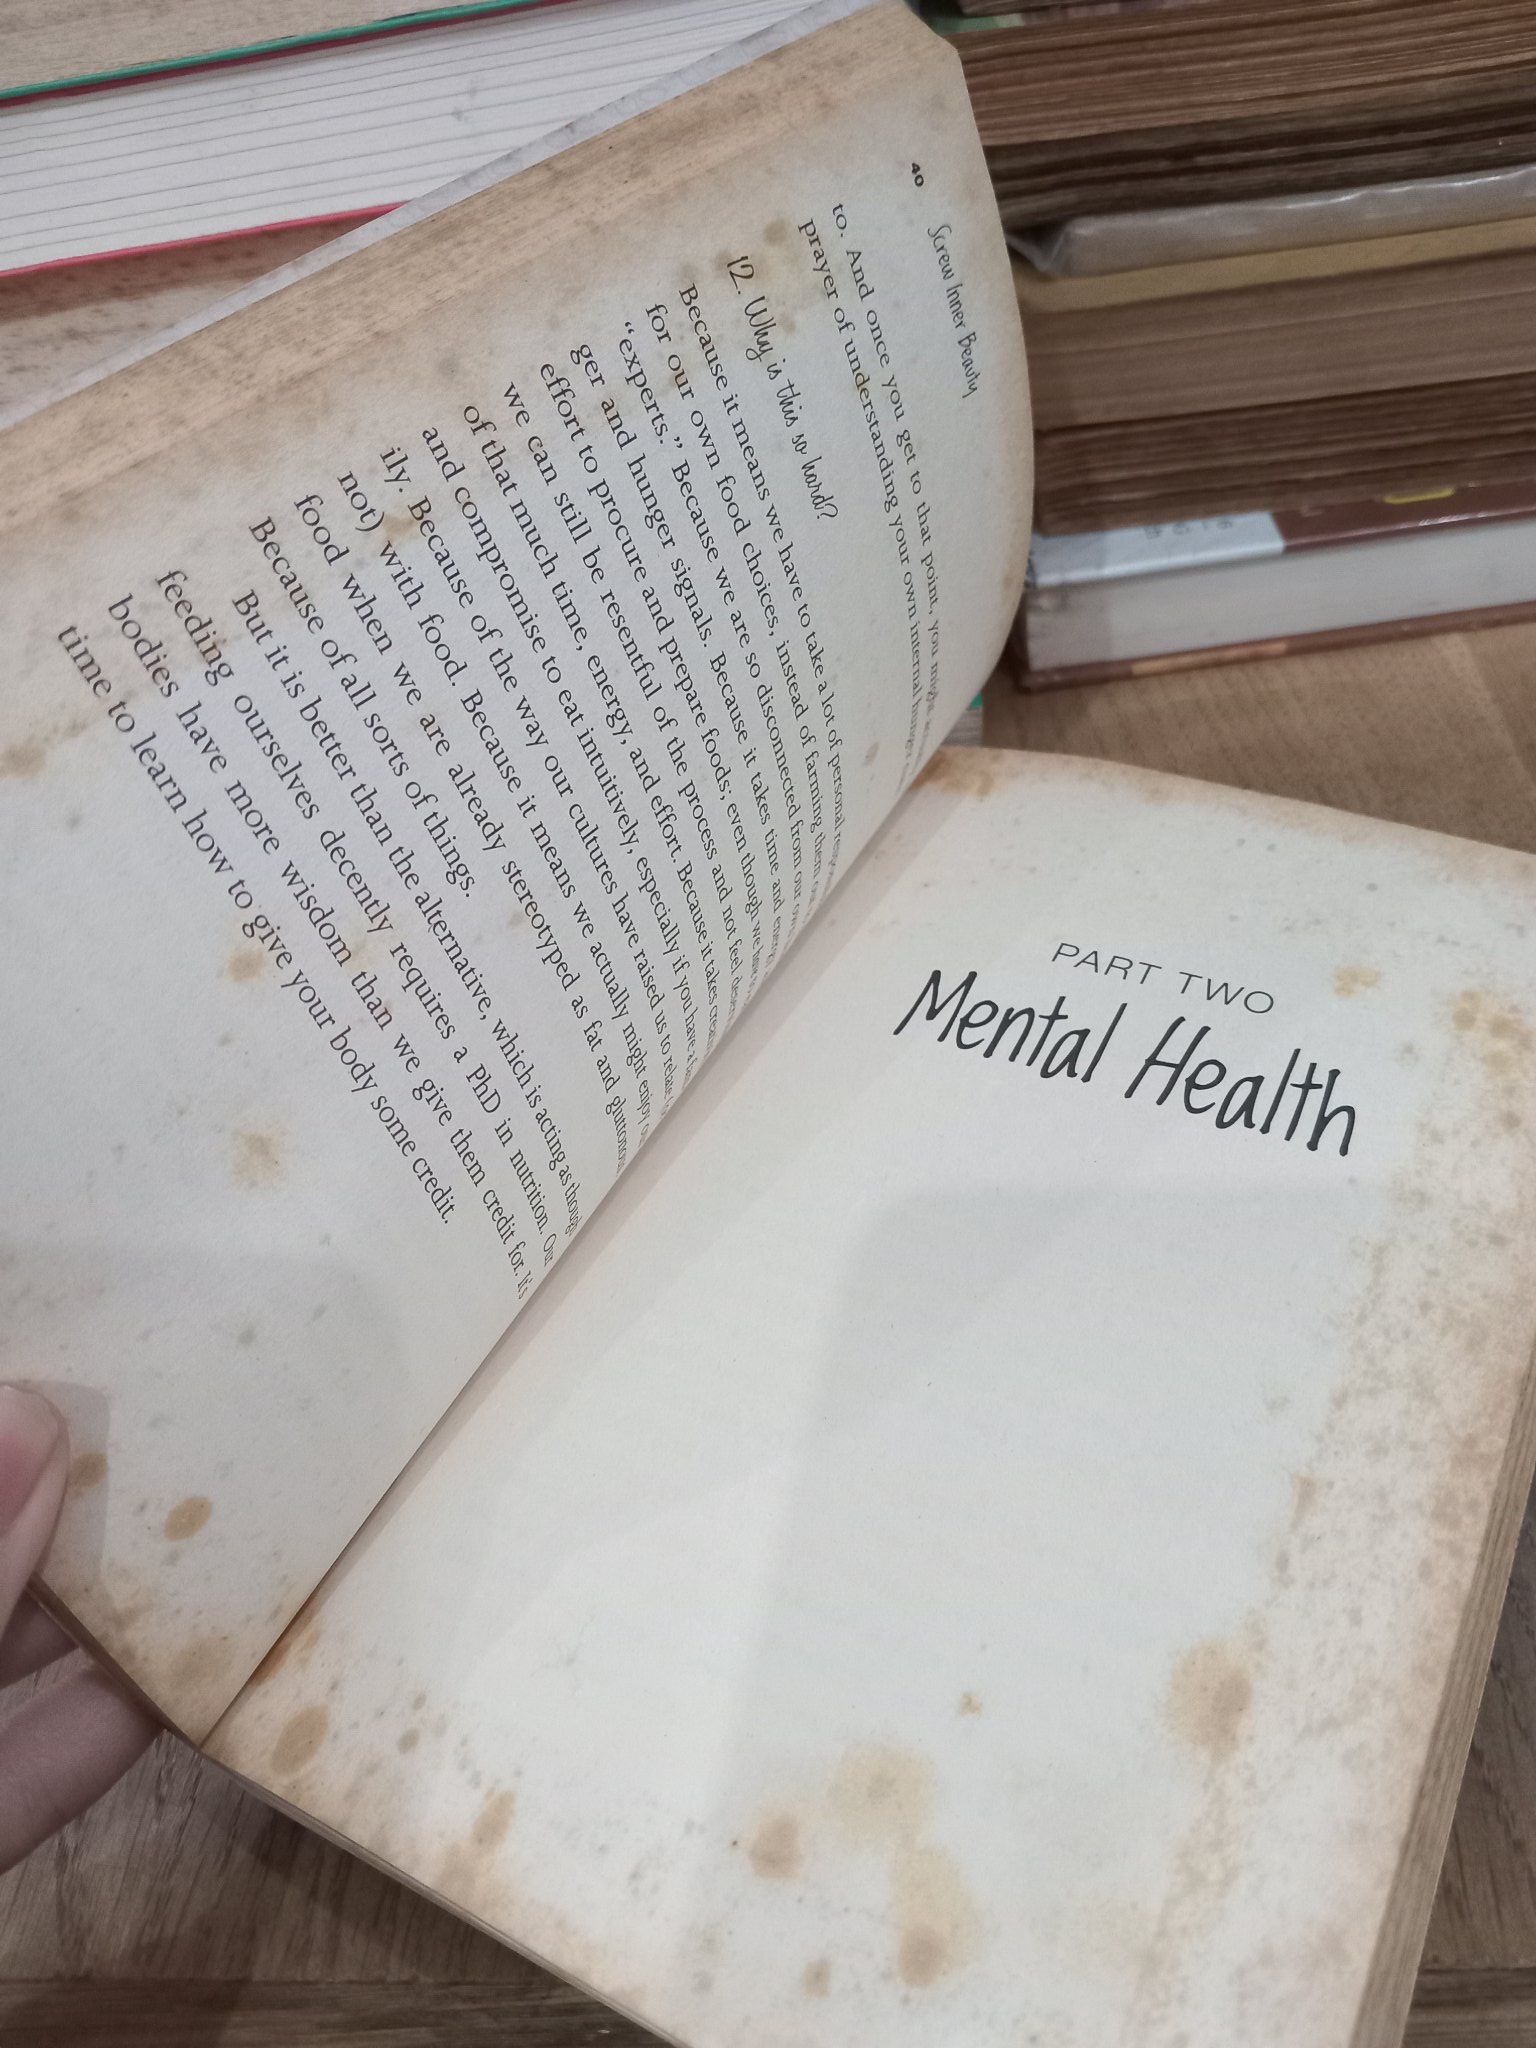 40
Screw Inner Beauty
to. And once you get to that point, you might
prayer of understanding your own internal hunger
12. Why is this so hard?
Because it means we have to take a lot of personal
for our own food choices, instead of farming them
“experts.” Because we are so disconnected from our own
ger and hunger signals. Because it takes time and energy
effort to procure and prepare foods; even though we
we can still be resentful of the process and not feel
of that much time, energy, and effort. Because it takes
and compromise to eat intuitively, especially if you have a
ily. Because of the way our cultures have raised us to relate
not) with food. Because it means we actually might enjoy
food when we are already stereotyped as fat and gluttonous
Because of all sorts of things.
But it is better than the alternative, which is acting as though
feeding ourselves decently requires a PhD in nutrition. Our
bodies have more wisdom than we give them credit for. It's
time to learn how to give your body some credit.
PART TWO
Mental Health